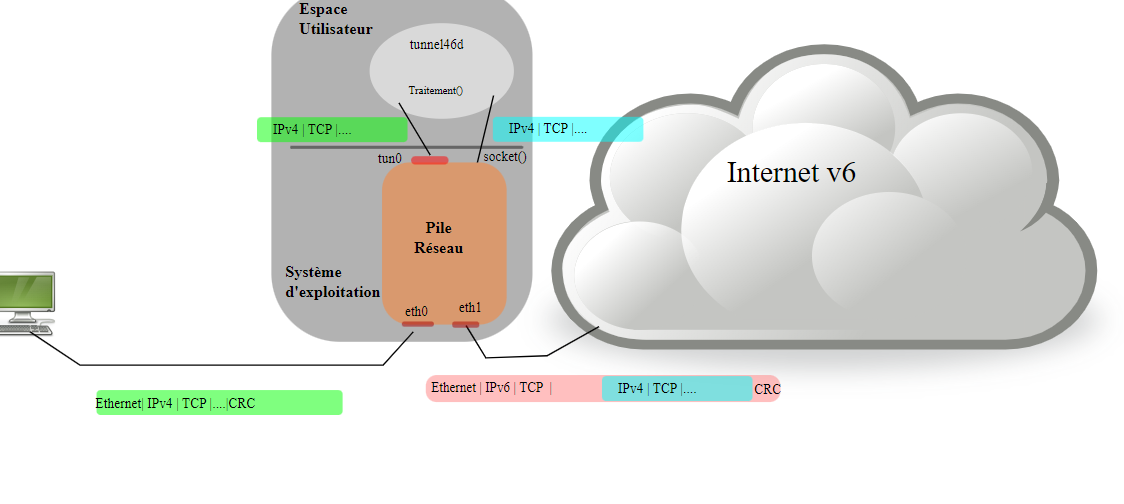 Espace
Utilisateur
tunnel46d
Traitement()
IPv4 | TCP |....
IPv4 | TCP |....
tun0
socket()
Internet v6
Pile
Réseau
Système
d'exploitation
eth0
eth1
Ethernet | IPv6 | TCP |
IPv4 | TCP |....
CRC
Ethernet| IPv4 | TCP |....|CRC